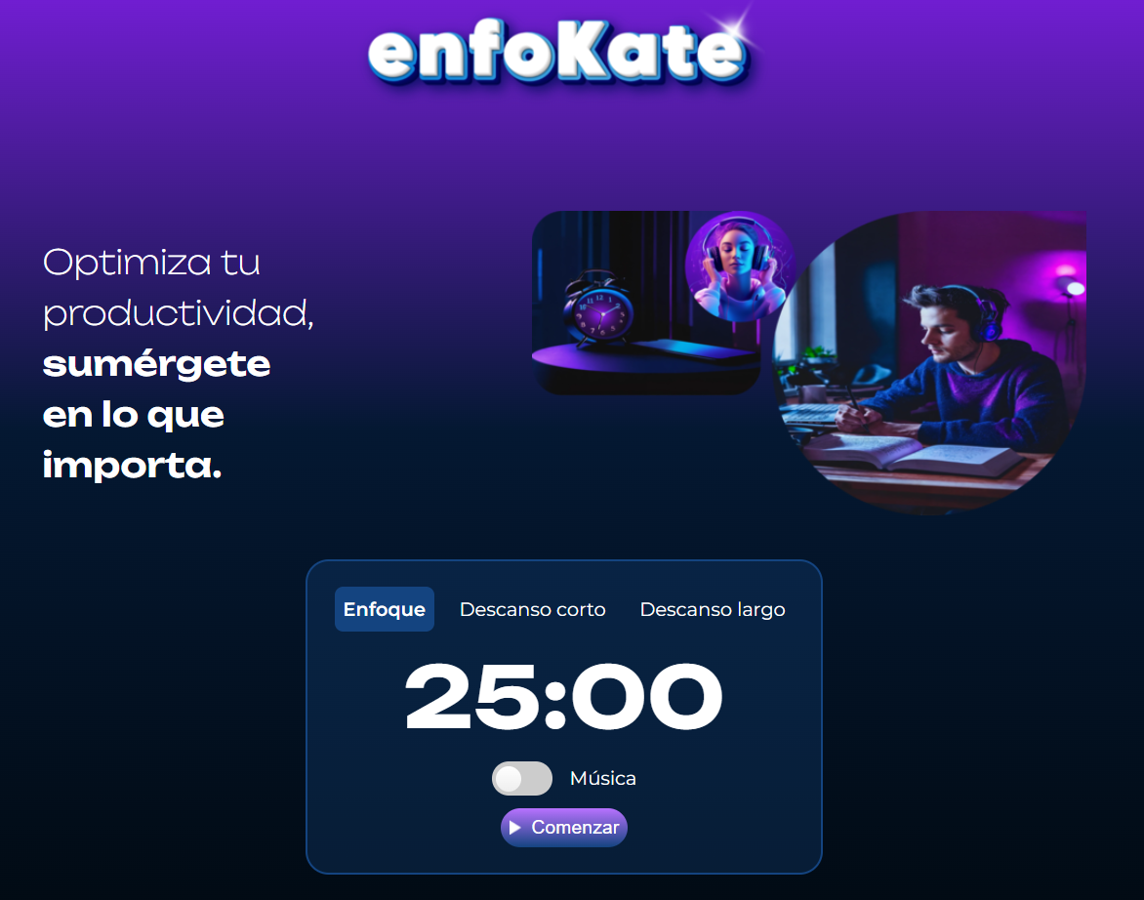 enfoKate
Optimiza tu
productividad,
sumérgete
en lo que
importa.
Enfoque Descanso corto Descanso largo
25:00
Música
Comenzar